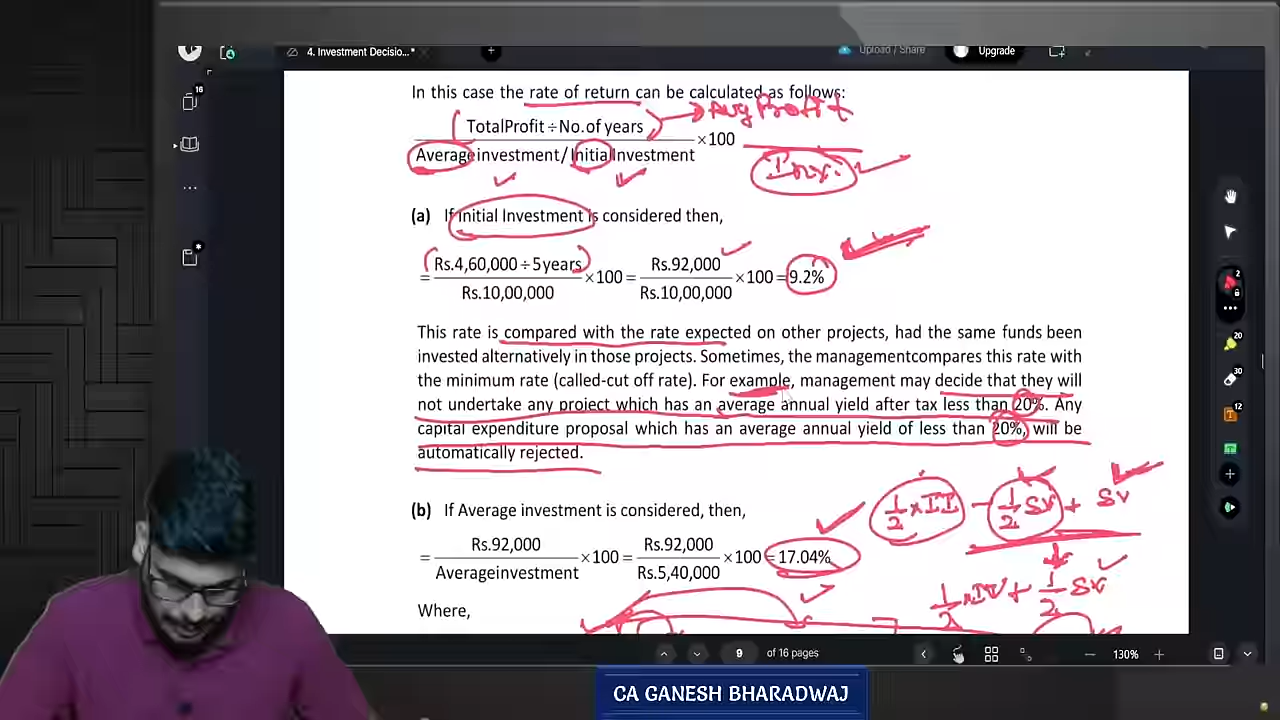 4. Investment Decisio...*
Upload / Share
Upgrade
In this case the rate of return can be calculated as follows:
Avg Profit
TotalProfit ÷ No. of years
×100
Average investment / Initial Investment
(a) If Initial Investment is considered then,
= Rs.4,60,000 ÷ 5 years / Rs.10,00,000 ×100 = Rs.92,000 / Rs.10,00,000 ×100 = 9.2%
This rate is compared with the rate expected on other projects, had the same funds been
invested alternatively in those projects. Sometimes, the managementcompares this rate with
the minimum rate (called-cut off rate). For example, management may decide that they will
not undertake any project which has an average annual yield after tax less than 20%. Any
capital expenditure proposal which has an average annual yield of less than 20%, will be
automatically rejected.
1/2 × II - 1/2 SV + SV
(b) If Average investment is considered, then,
= Rs.92,000 / Averageinvestment ×100 = Rs.92,000 / Rs.5,40,000 ×100 = 17.04%
Where,
9 of 16 pages
130%
CA GANESH BHARADWAJ
16
2
20
30
12